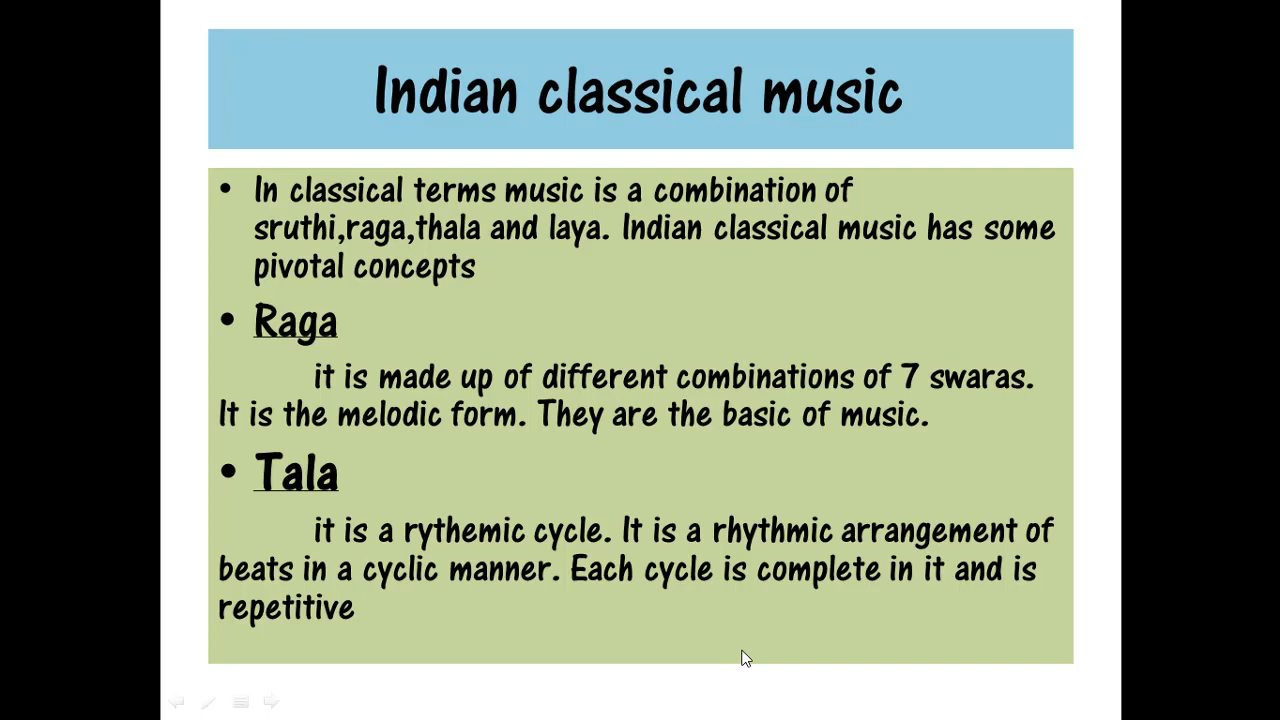 Indian classical music
• In classical terms music is a combination of
sruthi,raga,thala and laya. Indian classical music has some
pivotal concepts
• Raga
it is made up of different combinations of 7 swaras.
It is the melodic form. They are the basic of music.
• Tala
it is a rythemic cycle. It is a rhythmic arrangement of
beats in a cyclic manner. Each cycle is complete in it and is
repetitive